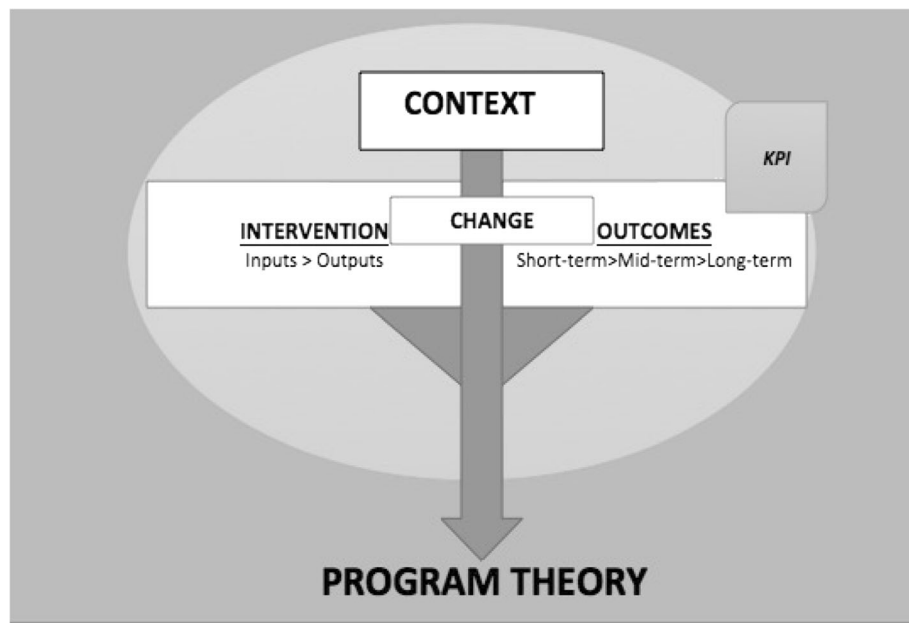 CONTEXT
KPI
CHANGE
INTERVENTION
Inputs > Outputs
OUTCOMES
Short-term>Mid-term>Long-term
PROGRAM THEORY